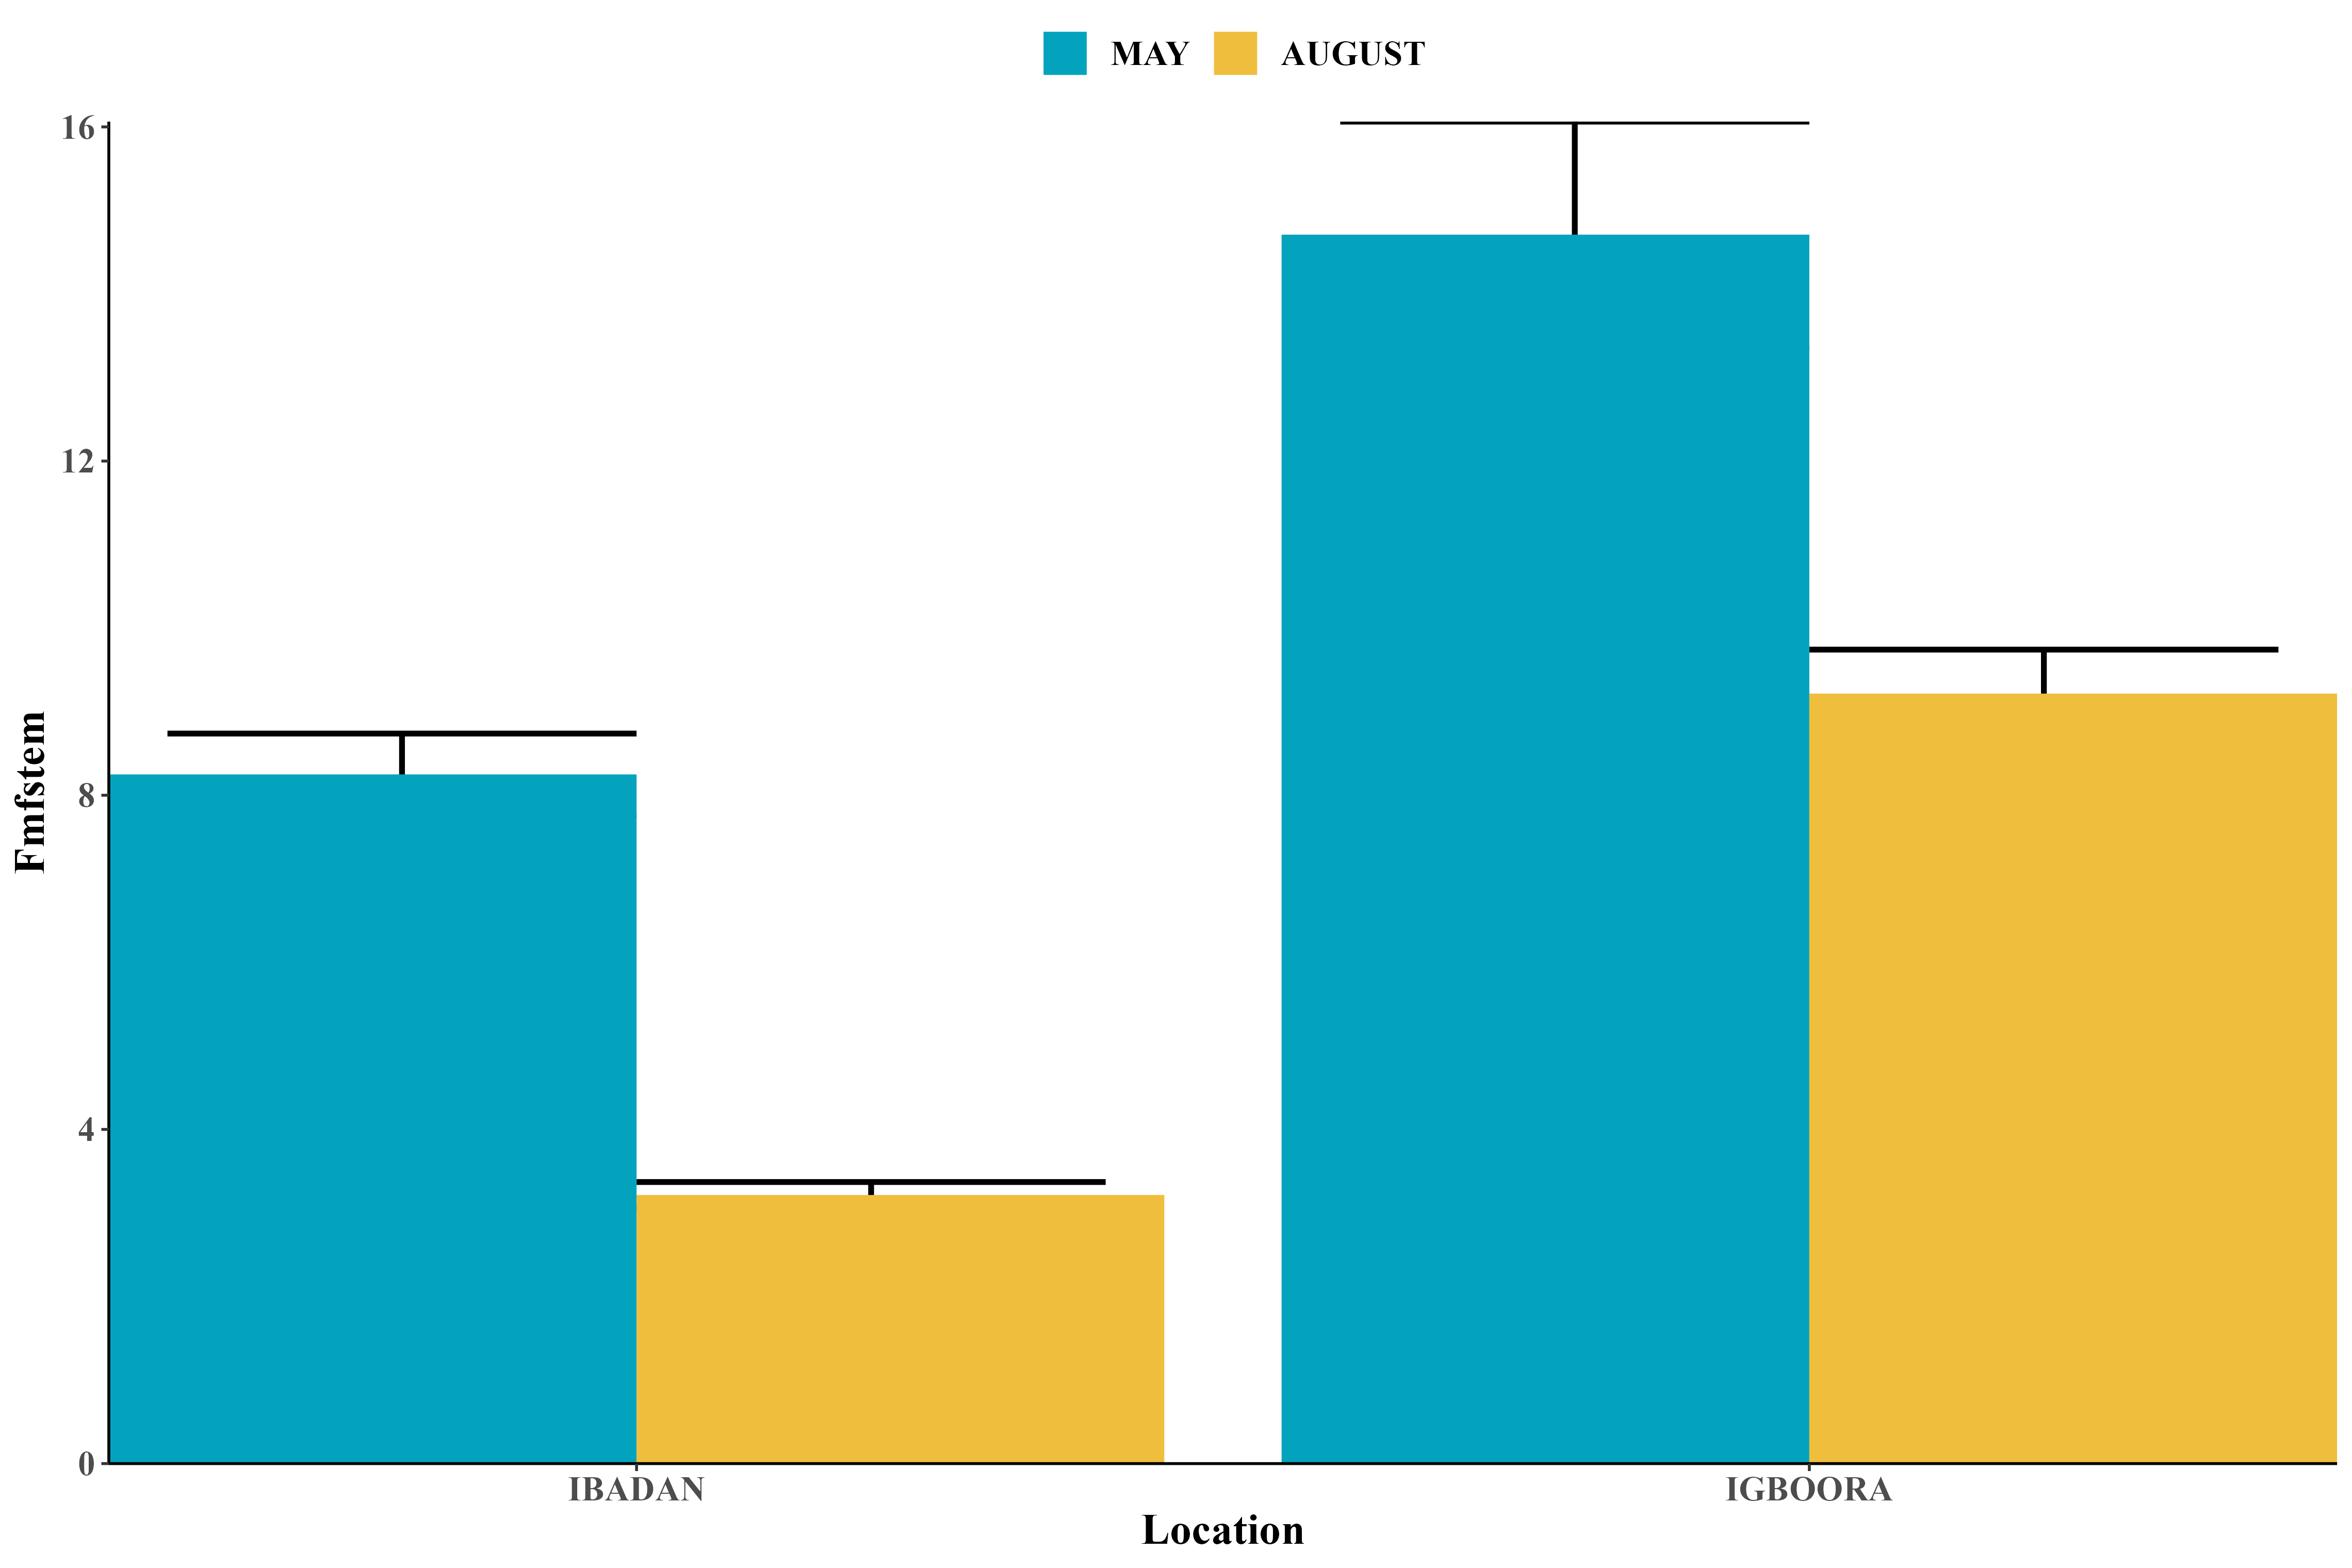 MAY AUGUST
16
12
8
4
0
Fmfstem
IBADAN IGBOORA
Location